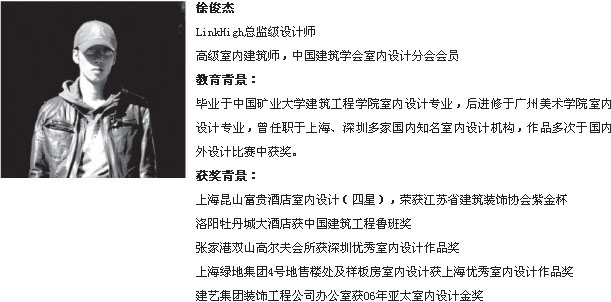 徐俊杰
LinkHigh总监级设计师
高级室内建筑师，中国建筑学会室内设计分会会员
教育背景：
毕业于中国矿业大学建筑工程学院室内设计专业，后进修于广州美术学院室内
设计专业，曾任职于上海、深圳多家国内知名室内设计机构，作品多次于国内
外设计比赛中获奖。
获奖背景：
上海昆山富贵酒店室内设计（四星），荣获江苏省建筑装饰协会紫金杯
洛阳牡丹城大酒店获中国建筑工程鲁班奖
张家港双山高尔夫会所获深圳优秀室内设计作品奖
上海绿地集团4号地售楼处及样板房室内设计获上海优秀室内设计作品奖
建艺集团装饰工程公司办公室获06年亚太室内设计金奖